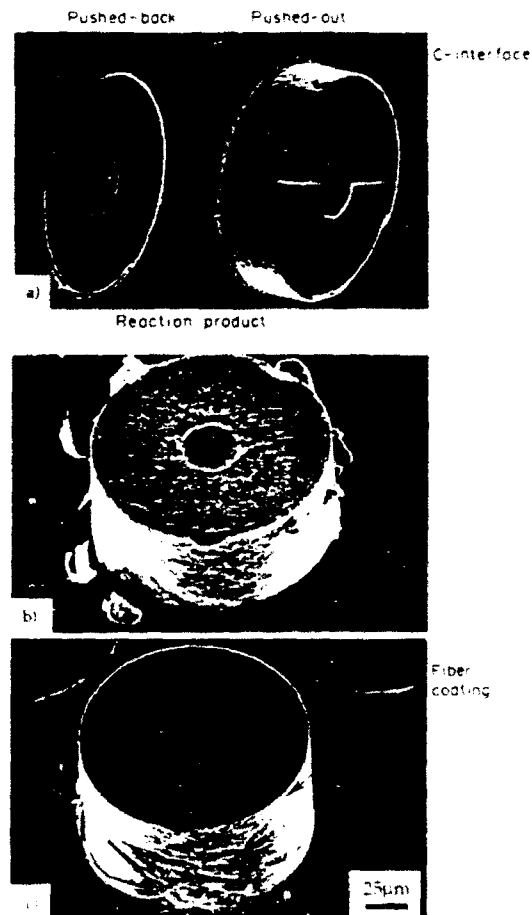 Pushed-back Pushed-out
C-interface
a)
Reaction product
b)
Fiber
coating
c)
25μm